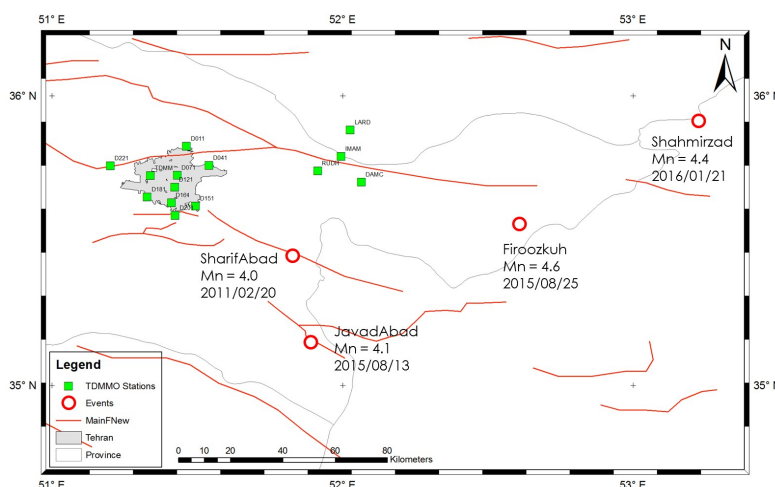 51° E
52° E
53° E
N
36° N
36° N
LARD
D011
IMAM
D221
D041
RUDH
TDMM
D071
DAMC
D121
D181
D164
D151
Shahmirzad
Mn = 4.4
2016/01/21
SharifAbad
Mn = 4.0
2011/02/20
Firoozkuh
Mn = 4.6
2015/08/25
JavadAbad
Mn = 4.1
2015/08/13
35° N
35° N
Legend
TDMMO Stations
Events
MainFNew
Tehran
Province
0 10 20 40 60 80
Kilometers
51° E
52° E
53° E